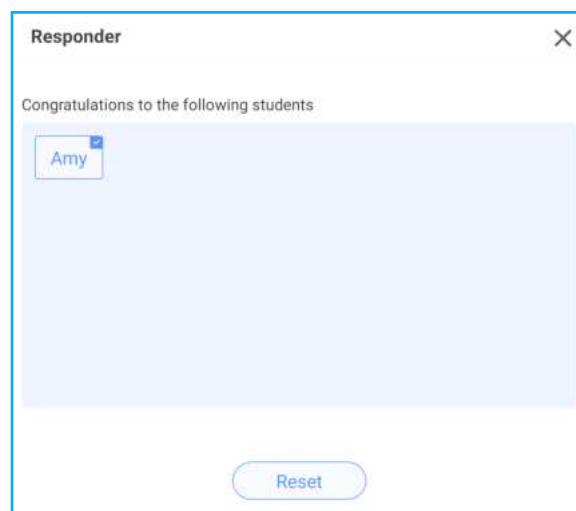 Responder
Congratulations to the following students
Amy
Reset